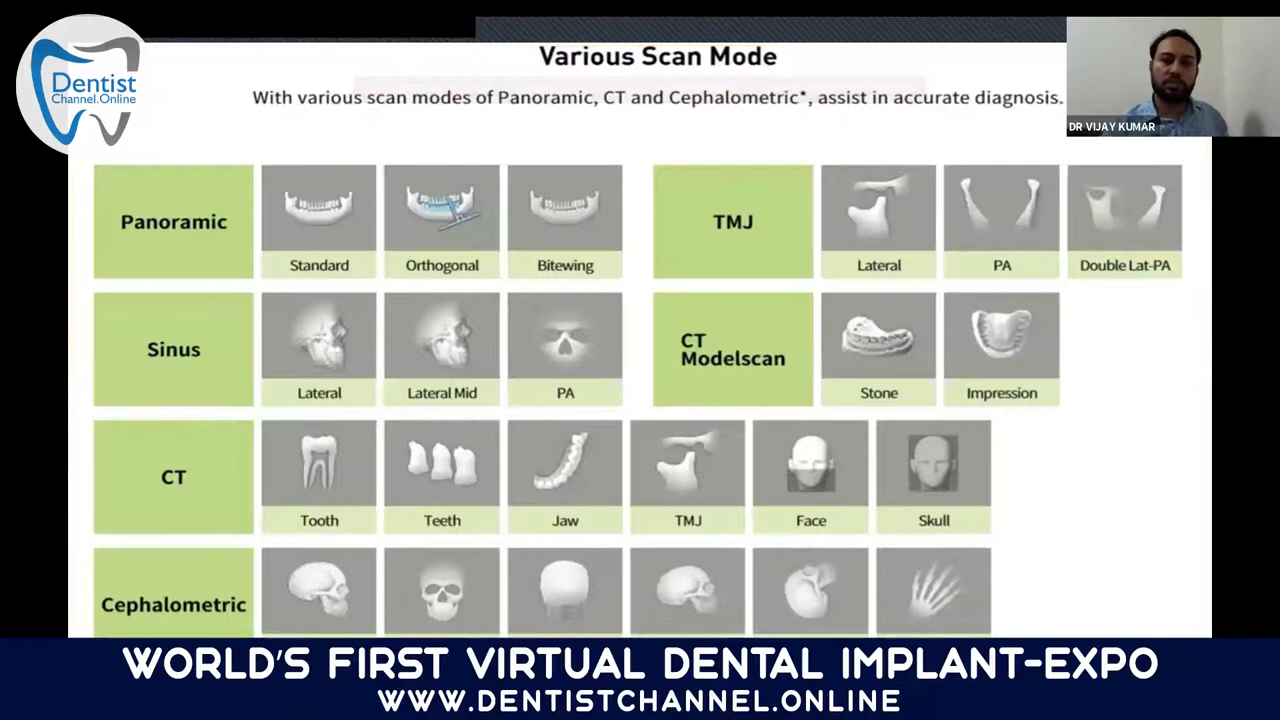 Dentist
Channel.Online
Various Scan Mode
With various scan modes of Panoramic, CT and Cephalometric*, assist in accurate diagnosis.
DR VIJAY KUMAR
Panoramic
Standard
Orthogonal
Bitewing
TMJ
Lateral
PA
Double Lat-PA
Sinus
Lateral
Lateral Mid
PA
CT
Modelscan
Stone
Impression
CT
Tooth
Teeth
Jaw
TMJ
Face
Skull
Cephalometric
WORLD'S FIRST VIRTUAL DENTAL IMPLANT-EXPO
WWW.DENTISTCHANNEL.ONLINE